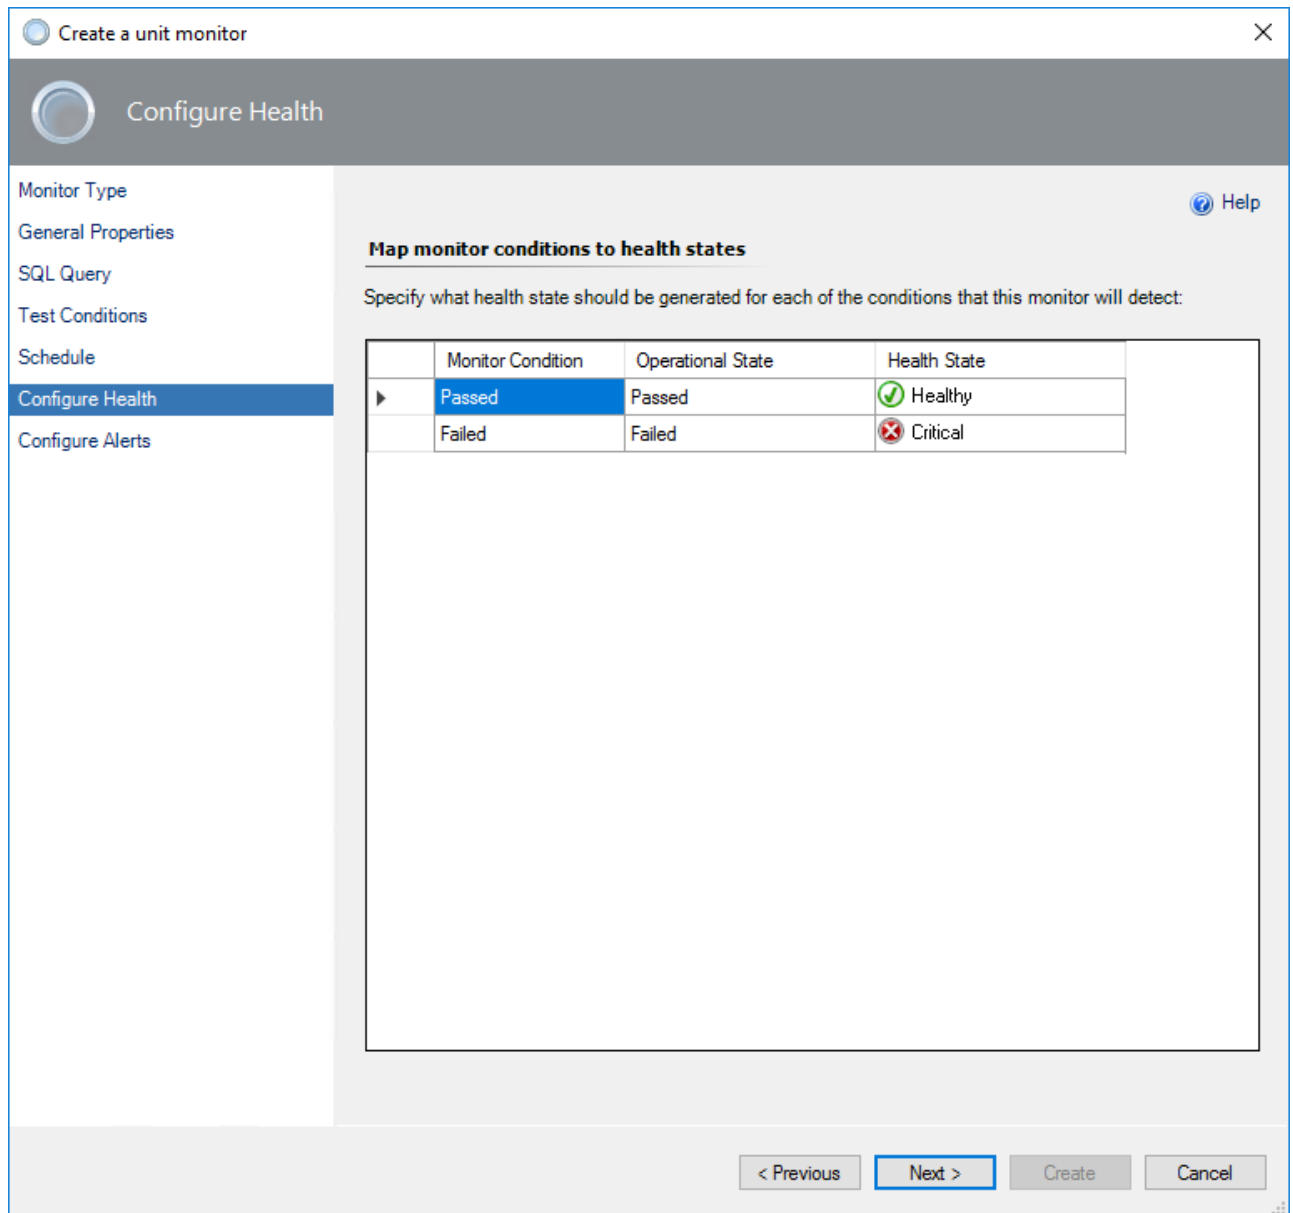 Create a unit monitor
Configure Health
Monitor Type
General Properties
SQL Query
Test Conditions
Schedule
Configure Health
Configure Alerts
Help
Map monitor conditions to health states
Specify what health state should be generated for each of the conditions that this monitor will detect:
Monitor Condition Operational State Health State
Passed Passed Healthy
Failed Failed Critical
< Previous Next > Create Cancel